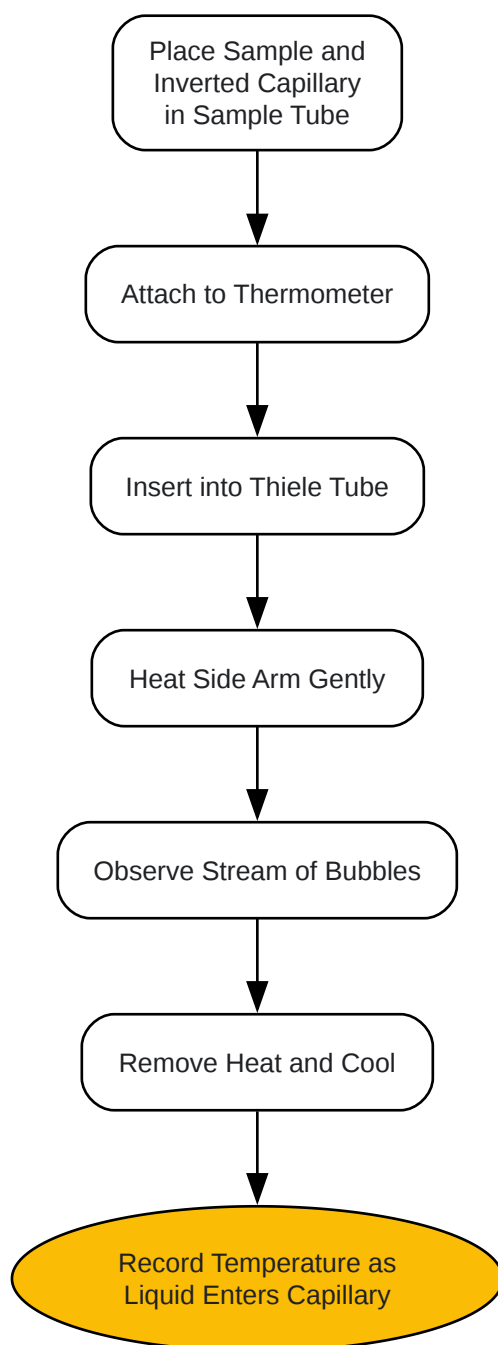 Place Sample and
Inverted Capillary
in Sample Tube
Attach to Thermometer
Insert into Thiele Tube
Heat Side Arm Gently
Observe Stream of Bubbles
Remove Heat and Cool
Record Temperature as
Liquid Enters Capillary